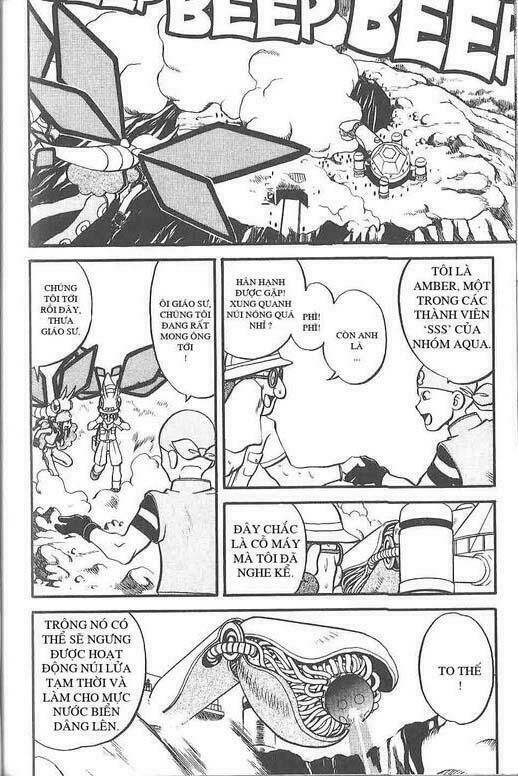 BEEP
BEEP
BEEP
CHÚNG
TÔI TỚI
RỒI ĐÂY,
THƯA
GIÁO SƯ.
ÔI GIÁO SƯ,
CHÚNG TÔI
ĐANG RẤT
MONG ÔNG
TỚI
!
HÂN HẠNH
ĐƯỢC GẶP!
XUNG QUANH
NÚI NÓNG QUÁ
NHỈ ?
PHÌ!
PHÌ!
CÒN ANH
LÀ
...
TÔI LÀ
AMBER, MỘT
TRONG CÁC
THÀNH VIÊN
'SSS' CỦA
NHÓM AQUA.
ĐÂY CHẮC
LÀ CỖ MÁY
MÀ TÔI ĐÃ
NGHE KỂ.
TRÔNG NÓ CÓ
THỂ SẼ NGƯNG
ĐƯỢC HOẠT
ĐỘNG NÚI LỬA
TẠM THỜI VÀ
LÀM CHO MỰC
NƯỚC BIỂN
DÂNG LÊN.
TO THẾ
!